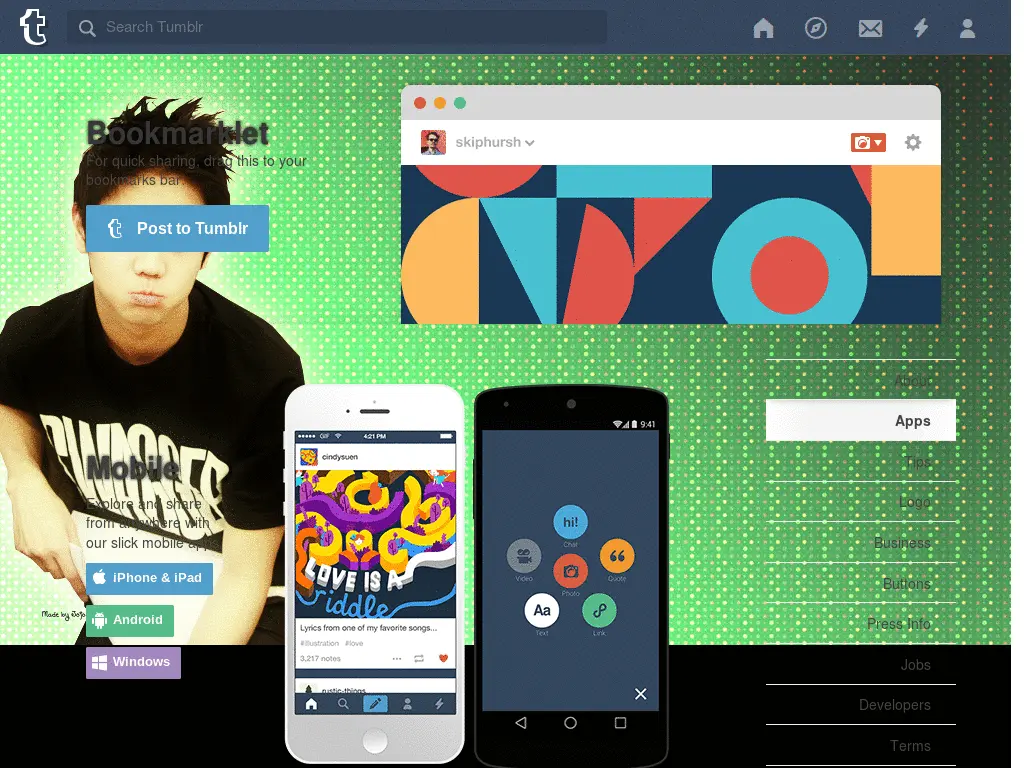 Search Tumblr
Bookmarklet
For quick sharing, drag this to your
bookmarks bar.
Post to Tumblr
skiphursh
About
Apps
Tips
Logo
Business
Buttons
Press Info
Jobs
Developers
Terms
Mobile
Explore and share
from anywhere with
our slick mobile apps
iPhone & iPad
Android
Windows
GIF
4:21 PM
cindysuen
LOVE IS A
riddle
Lyrics from one of my favorite songs...
#illustration #love
3,217 notes
rustic-things
9:41
hi!
Chat
Video
Quote
Photo
Aa
Text
Link
Made by